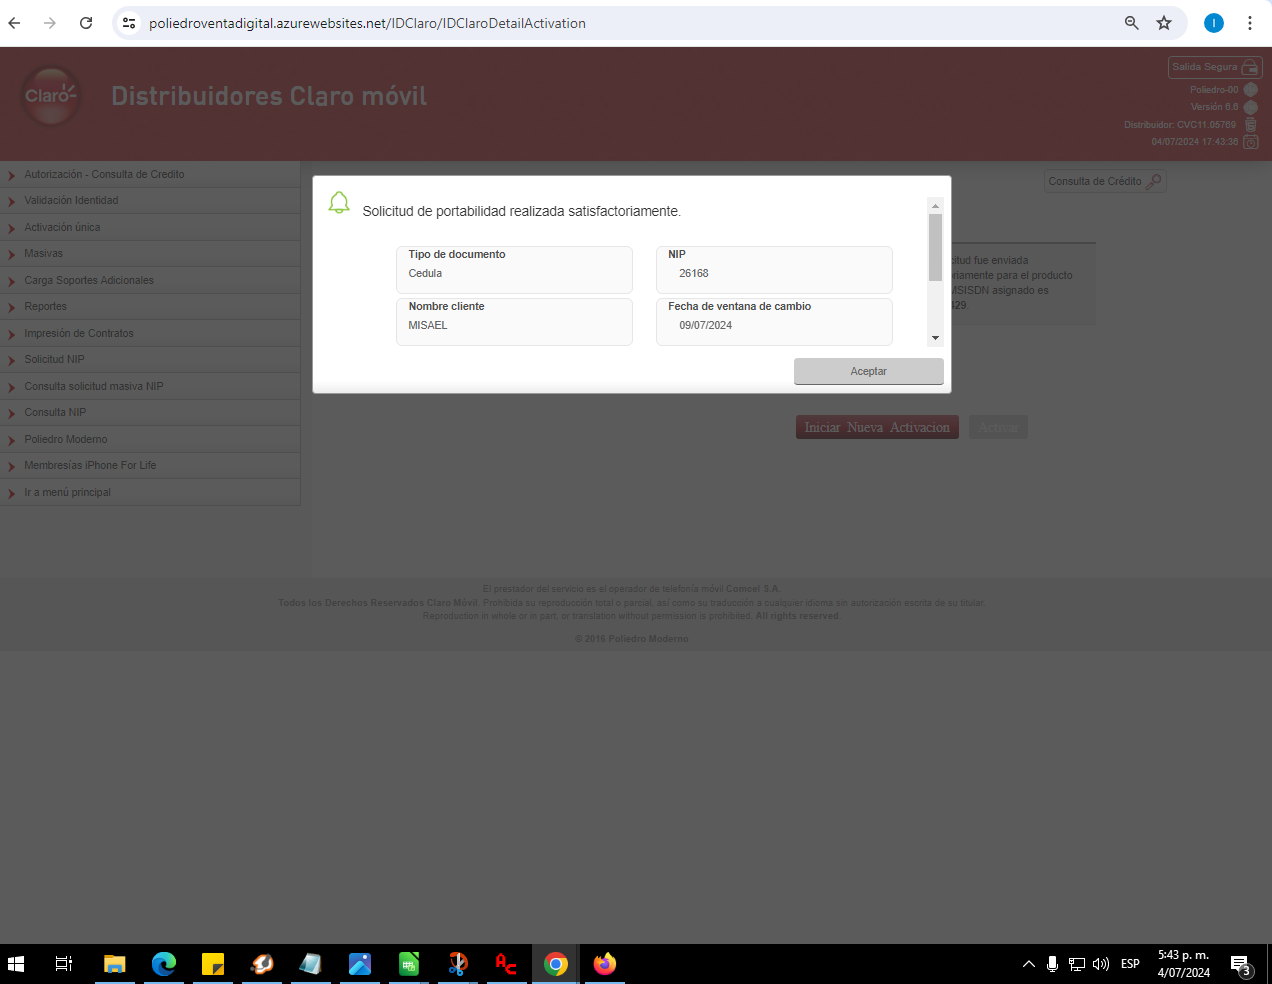 poliedroventadigital.azurewebsites.net/IDClaro/IDClaroDetailActivation
I
Claro
Distribuidores Claro móvil
Salida Segura
Poliedro-00
Versión 6,6
Distribuidor: CVC11.05769
04/07/2024 17:43:36
Autorización - Consulta de Credito
Validación Identidad
Activación única
Masivas
Carga Soportes Adicionales
Reportes
Impresión de Contratos
Solicitud NIP
Consulta solicitud masiva NIP
Consulta NIP
Poliedro Moderno
Membresías iPhone For Life
Ir a menú principal
Consulta de Crédito
Solicitud de portabilidad realizada satisfactoriamente.
Tipo de documento
Cedula
NIP
26168
Nombre cliente
MISAEL
Fecha de ventana de cambio
09/07/2024
Aceptar
citud fue enviada
oriamente para el producto
MSISDN asignado es
429
Iniciar Nueva Activacion
Activar
El prestador del servicio es el operador de telefonía móvil Comcel S.A.
Todos los Derechos Reservados Claro Móvil. Prohibida su reproducción total o parcial, así como su traducción a cualquier idioma sin autorización escrita de su titular
Reproduction in whole or in part, or translation without permission is prohibited. All rights reserved.
© 2016 Poliedro Moderno
ESP
5:43 p. m.
4/07/2024
3